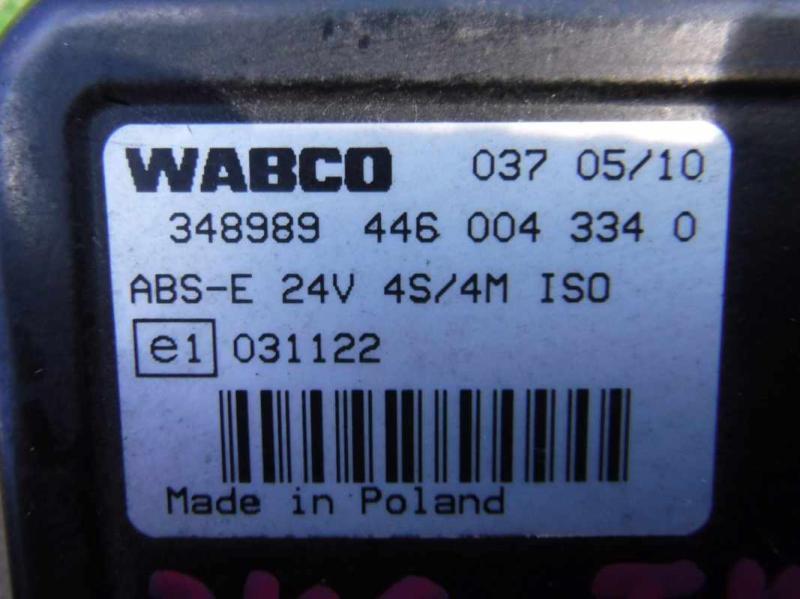 WABCO 037 05/10
348989 446 004 334 0
ABS-E 24V 4S/4M ISO
e1 031122
Made in Poland